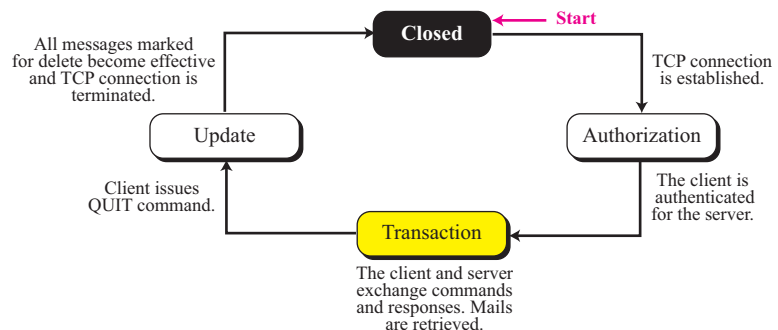 Start
Closed
All messages marked
for delete become effective
and TCP connection is
terminated.
TCP connection
is established.
Update
Authorization
Client issues
QUIT command.
The client is
authenticated
for the server.
Transaction
The client and server
exchange commands
and responses. Mails
are retrieved.